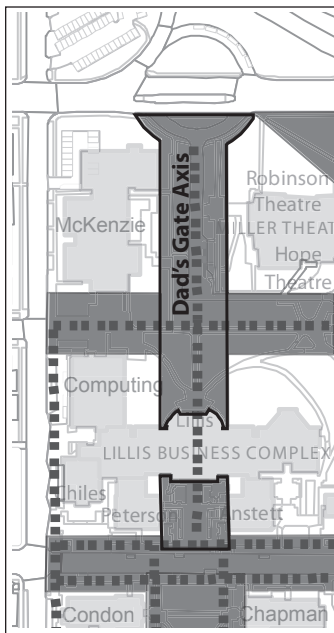 Robinson
Theatre
McKenzie
Dad's Gate Axis
MILLER THEAT
Hope
Theatre
Computing
Lillis
LILLIS BUSINESS COMPLEX
Chiles
Peterson
Anstett
Condon
Chapman